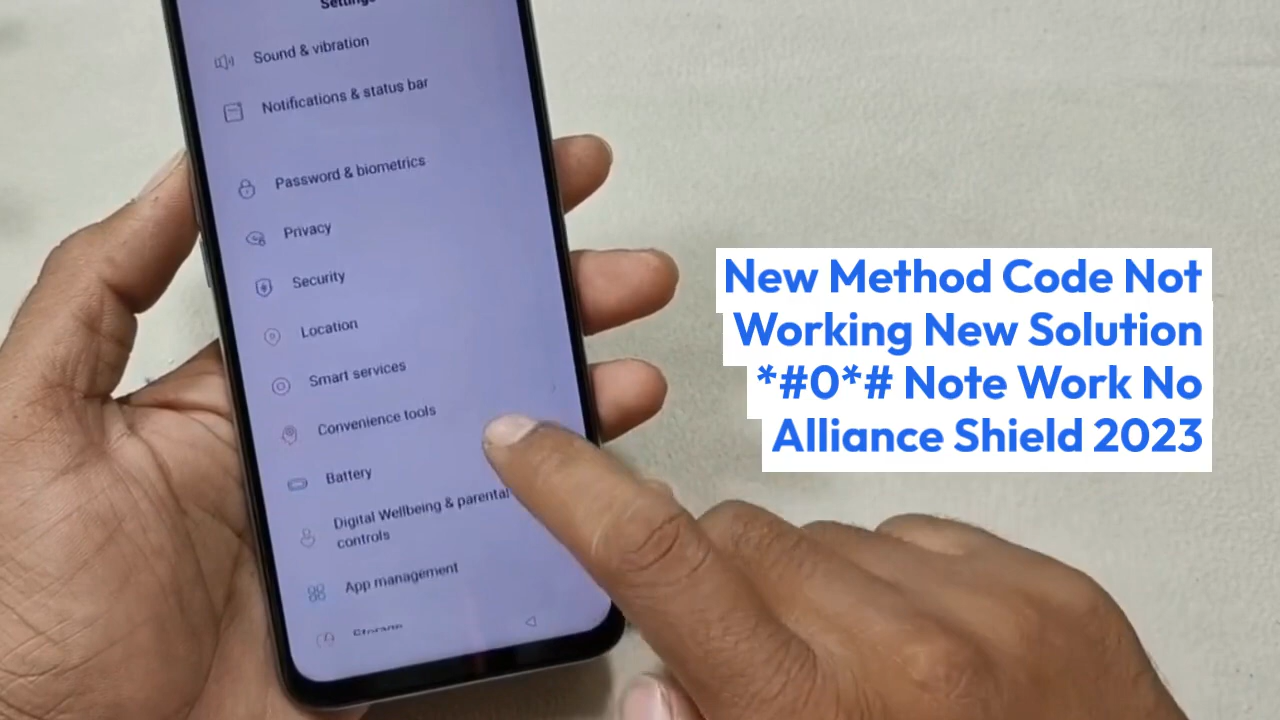 Settings
Sound & vibration
Notifications & status bar
Password & biometrics
Privacy
Security
Location
Smart services
Convenience tools
Battery
Digital Wellbeing & parental
controls
App management
Storage
New Method Code Not
Working New Solution
*#0*# Note Work No
Alliance Shield 2023